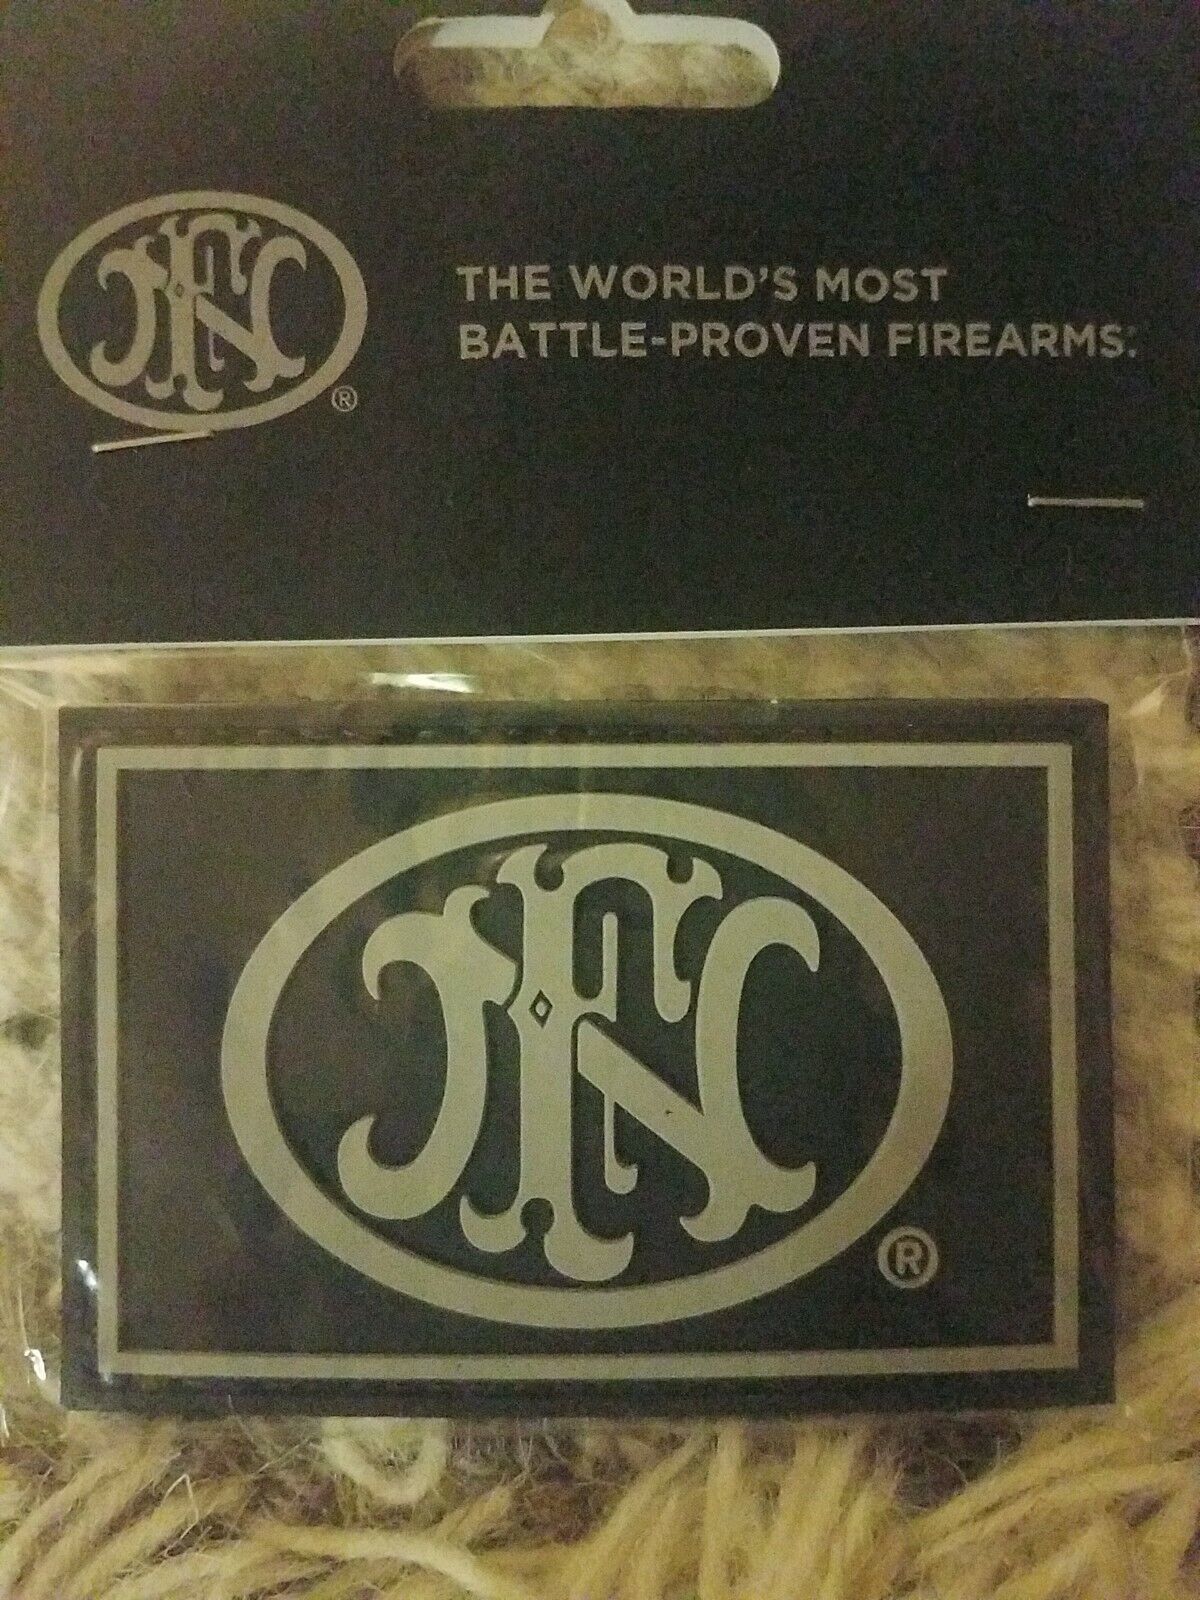 FN
®
THE WORLD'S MOST
BATTLE-PROVEN FIREARMS.
FN
®